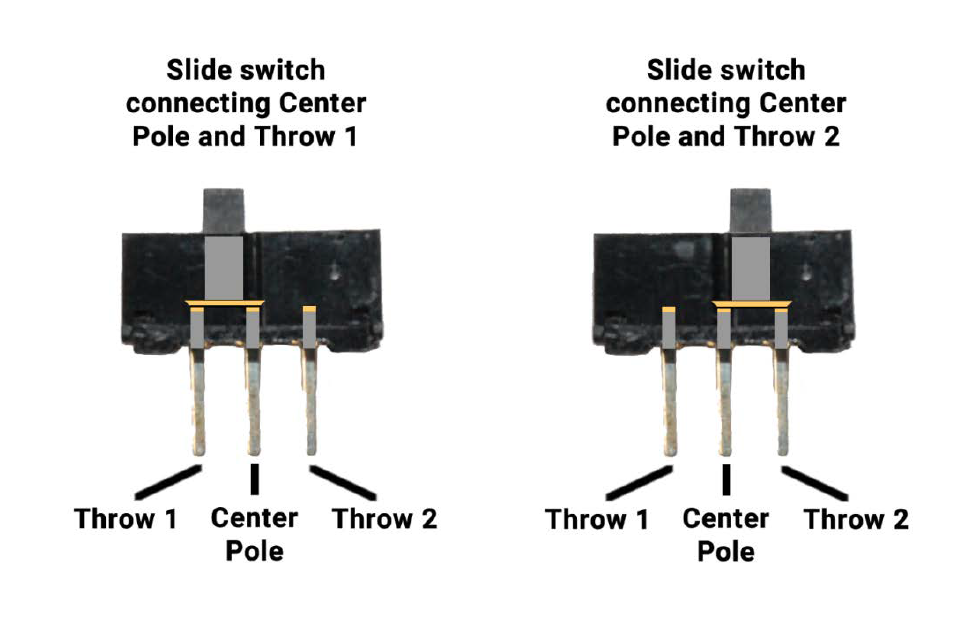 Slide switch
connecting Center
Pole and Throw 1
Slide switch
connecting Center
Pole and Throw 2
Throw 1
Center
Pole
Throw 2
Throw 1
Center
Pole
Throw 2